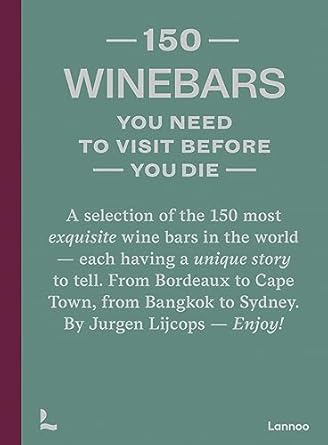 — 150 —
WINEBARS
YOU NEED
TO VISIT BEFORE
— YOU DIE —
A selection of the 150 most
exquisite wine bars in the world
— each having a unique story
to tell. From Bordeaux to Cape
Town, from Bangkok to Sydney.
By Jurgen Lijcops — Enjoy!
Lannoo